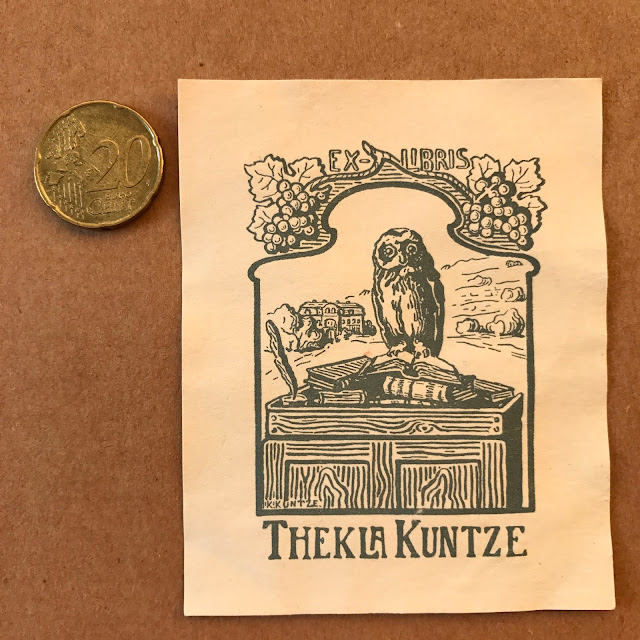 20
EURO
CENT
EX-LIBRIS
K.KUNTZE.
THEKLA KUNTZE